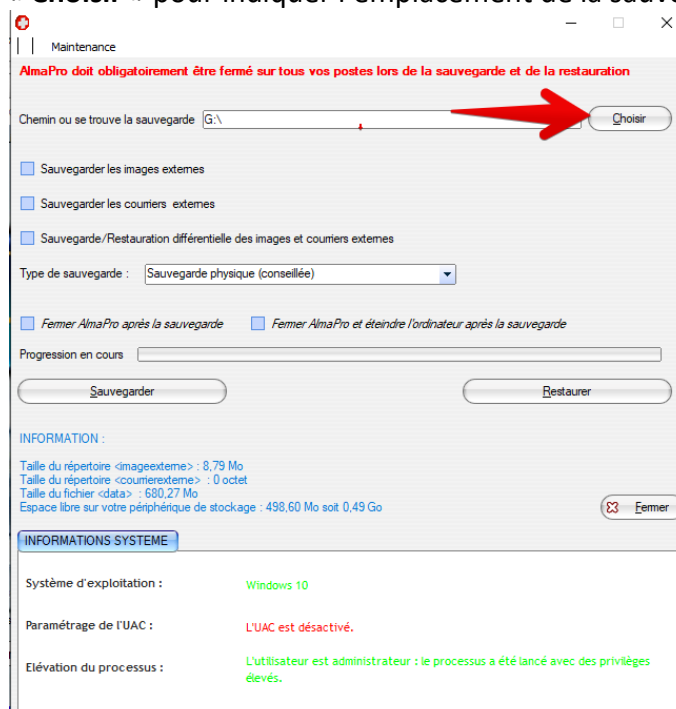 « Choisir » pour indiquer l'emplacement de la sauve
Maintenance
AlmaPro doit obligatoirement être fermé sur tous vos postes lors de la sauvegarde et de la restauration
Chemin ou se trouve la sauvegarde G:\ Choisir
Sauvegarder les images externes
Sauvegarder les courriers externes
Sauvegarde/Restauration différentielle des images et courriers externes
Type de sauvegarde : Sauvegarde physique (conseillée)
Fermer AlmaPro après la sauvegarde Fermer AlmaPro et éteindre l'ordinateur après la sauvegarde
Progression en cours
Sauvegarder Restaurer
INFORMATION :
Taille du répertoire <imageexterne> : 8,79 Mo
Taille du répertoire <courrierexterne> : 0 octet
Taille du fichier <data> : 680,27 Mo
Espace libre sur votre périphérique de stockage : 498,60 Mo soit 0,49 Go
Fermer
INFORMATIONS SYSTEME
Système d'exploitation : Windows 10
Paramétrage de l'UAC : L'UAC est désactivé.
Elévation du processus : L'utilisateur est administrateur : le processus a été lancé avec des privilèges
élevés.